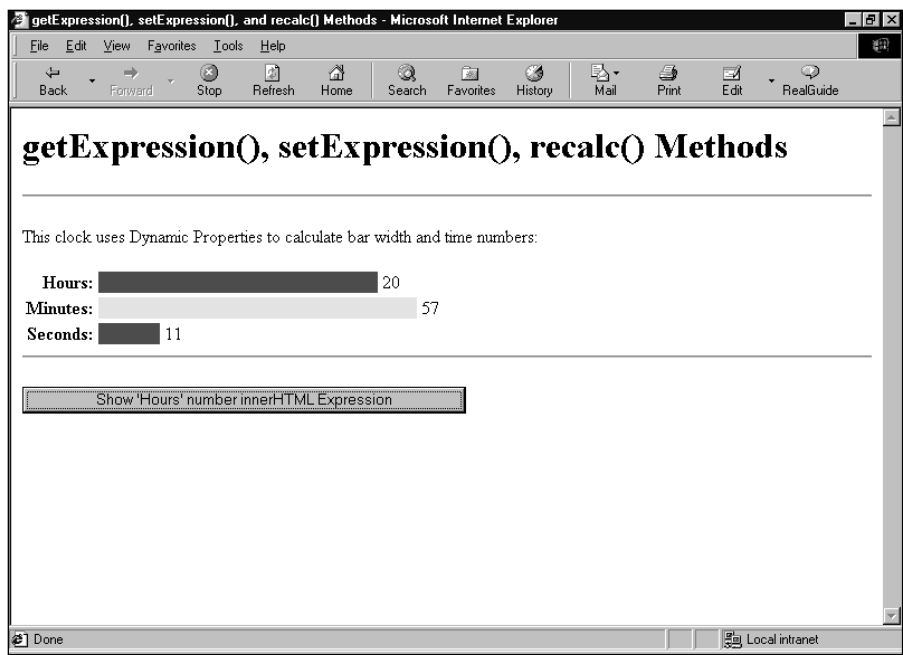 getExpression(), setExpression(), and recalc() Methods - Microsoft Internet Explorer
File Edit View Favorites Tools Help
Back Forward Stop Refresh Home Search Favorites History Mail Print Edit RealGuide
getExpression(), setExpression(), recalc() Methods
This clock uses Dynamic Properties to calculate bar width and time numbers:
Hours: 20
Minutes: 57
Seconds: 11
Show 'Hours' number innerHTML Expression
Done Local intranet